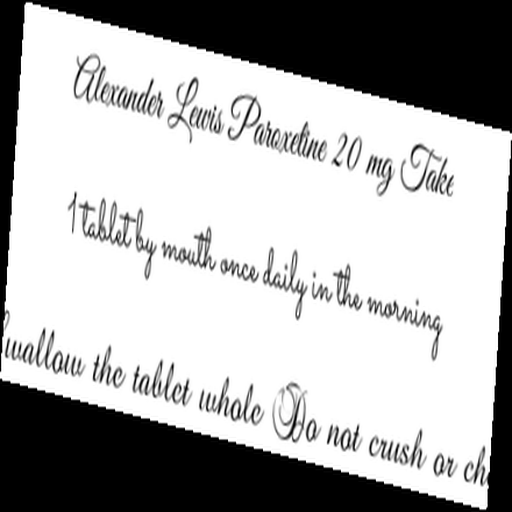 Alexander Lewis Paroxetine 20 mg Take
1 tablet by mouth once daily in the morning
Swallow the tablet whole Do not crush or